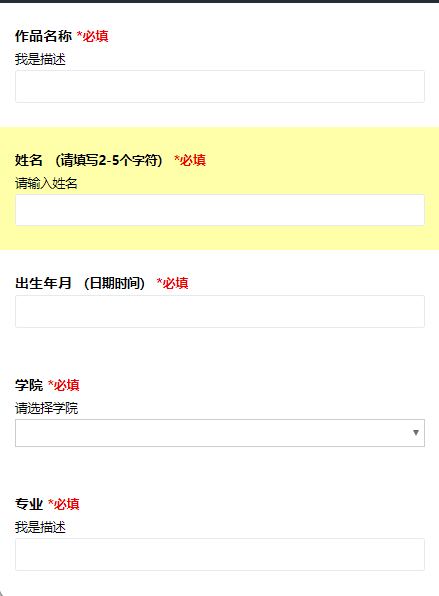 作品名称 *必填
我是描述
姓名 (请填写2-5个字符) *必填
请输入姓名
出生年月 (日期时间) *必填
学院 *必填
请选择学院
专业 *必填
我是描述